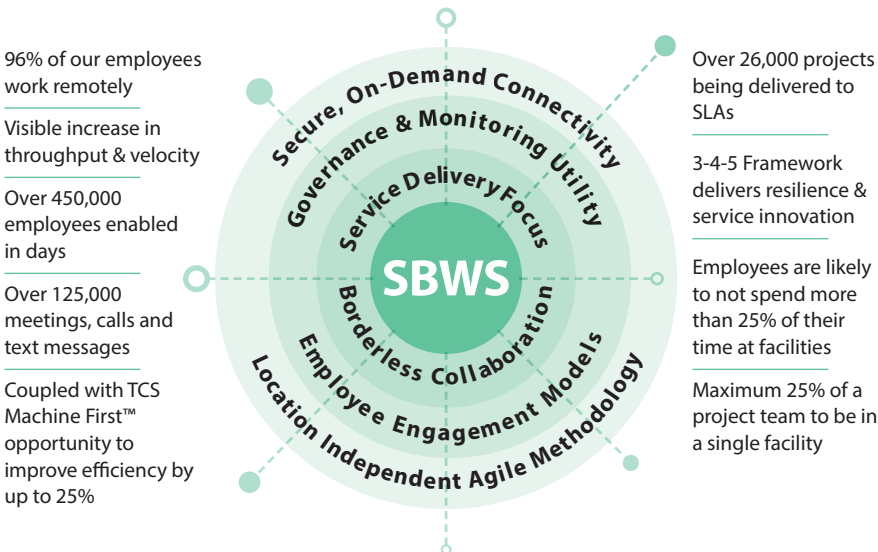 96% of our employees
work remotely
Visible increase in
throughput & velocity
Over 450,000
employees enabled
in days
Over 125,000
meetings, calls and
text messages
Coupled with TCS
Machine First™
opportunity to
improve efficiency by
up to 25%
Secure, On-Demand Connectivity
Governance & Monitoring Utility
Service Delivery Focus
SBWS
Borderless Collaboration
Employee Engagement Models
Location Independent Agile Methodology
Over 26,000 projects
being delivered to
SLAs
3-4-5 Framework
delivers resilience &
service innovation
Employees are likely
to not spend more
than 25% of their
time at facilities
Maximum 25% of a
project team to be in
a single facility